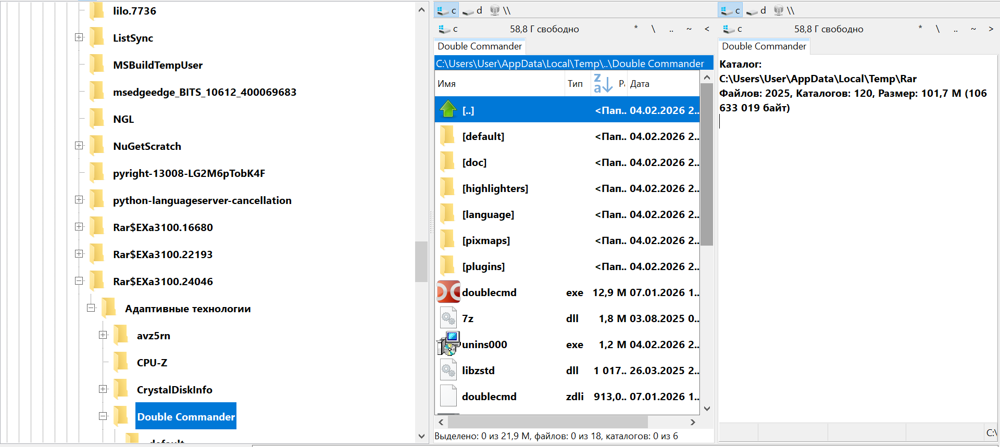 lilo.7736
ListSync
MSBuildTempUser
msedgeedge_BITS_10612_400069683
NGL
NuGetScratch
pyright-13008-LG2M6pTobK4F
python-languageserver-cancellation
Rar$EXa3100.16680
Rar$EXa3100.22193
Rar$EXa3100.24046
Адаптивные технологии
avz5rn
CPU-Z
CrystalDiskInfo
Double Commander
default
c d \\
c 58,8 Г свободно * \ .. ~ <
Double Commander
C:\Users\User\AppData\Local\Temp\..\Double Commander
Имя Тип Дата
[..] <Пап.. 04.02.2026 2..
[default] <Пап.. 04.02.2026 2..
[doc] <Пап.. 04.02.2026 2..
[highlighters] <Пап.. 04.02.2026 2..
[language] <Пап.. 04.02.2026 2..
[pixmaps] <Пап.. 04.02.2026 2..
[plugins] <Пап.. 04.02.2026 2..
doublecmd exe 12,9 М 07.01.2026 1..
7z dll 1,8 М 03.08.2025 0..
unins000 exe 1,2 М 04.02.2026 2..
libzstd dll 1 017.. 26.03.2025 2..
doublecmd zdli 913,0.. 07.01.2026 1..
Выделено: 0 из 21,9 М, файлов: 0 из 18, каталогов: 0 из 6
c d \\
c 58,8 Г свободно * \ .. ~ >
Double Commander
Каталог:
C:\Users\User\AppData\Local\Temp\Rar
Файлов: 2025, Каталогов: 120, Размер: 101,7 М (106
633 019 байт)
C:\